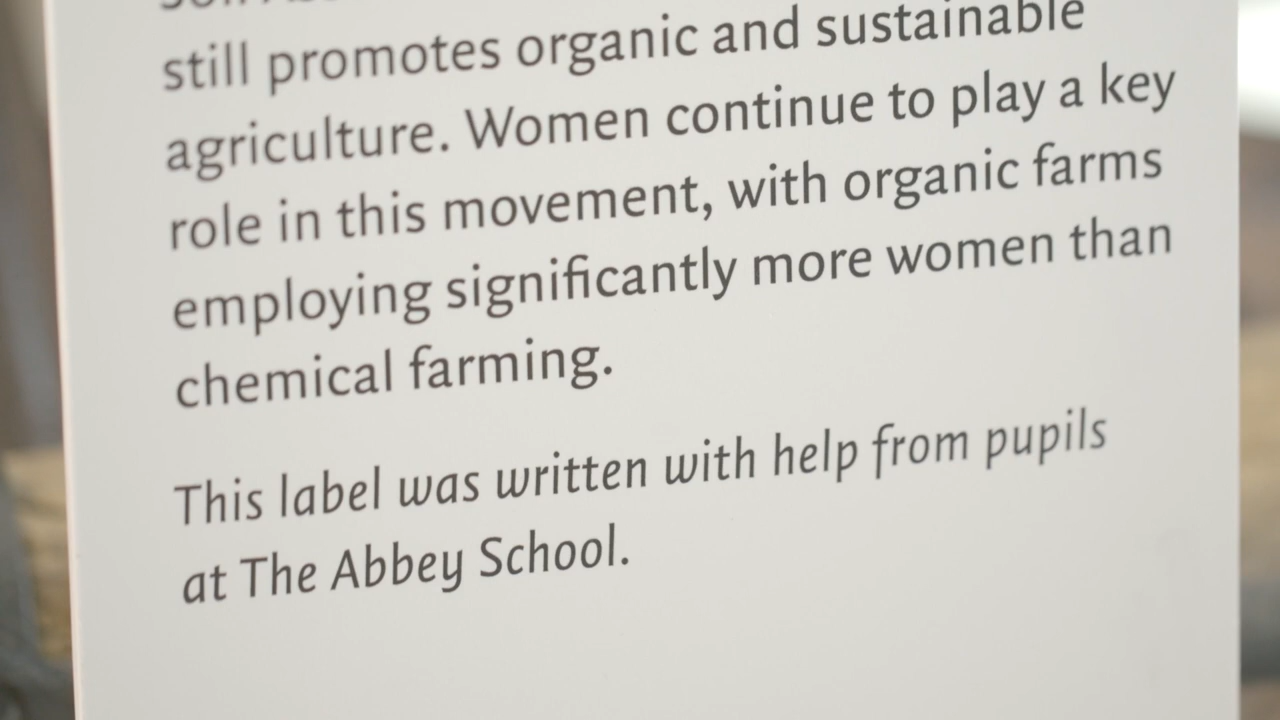 still promotes organic and sustainable
agriculture. Women continue to play a key
role in this movement, with organic farms
employing significantly more women than
chemical farming.
This label was written with help from pupils
at The Abbey School.